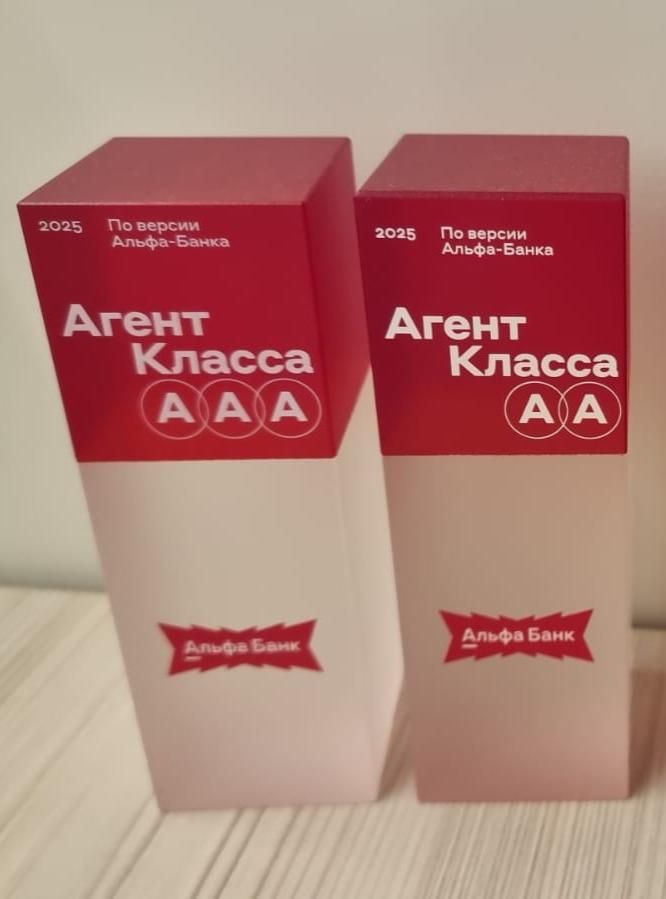 2025 По версии
Альфа-Банка
Агент
Класса
А А А
Альфа Банк
2025 По версии
Альфа-Банка
Агент
Класса
А А
Альфа Банк